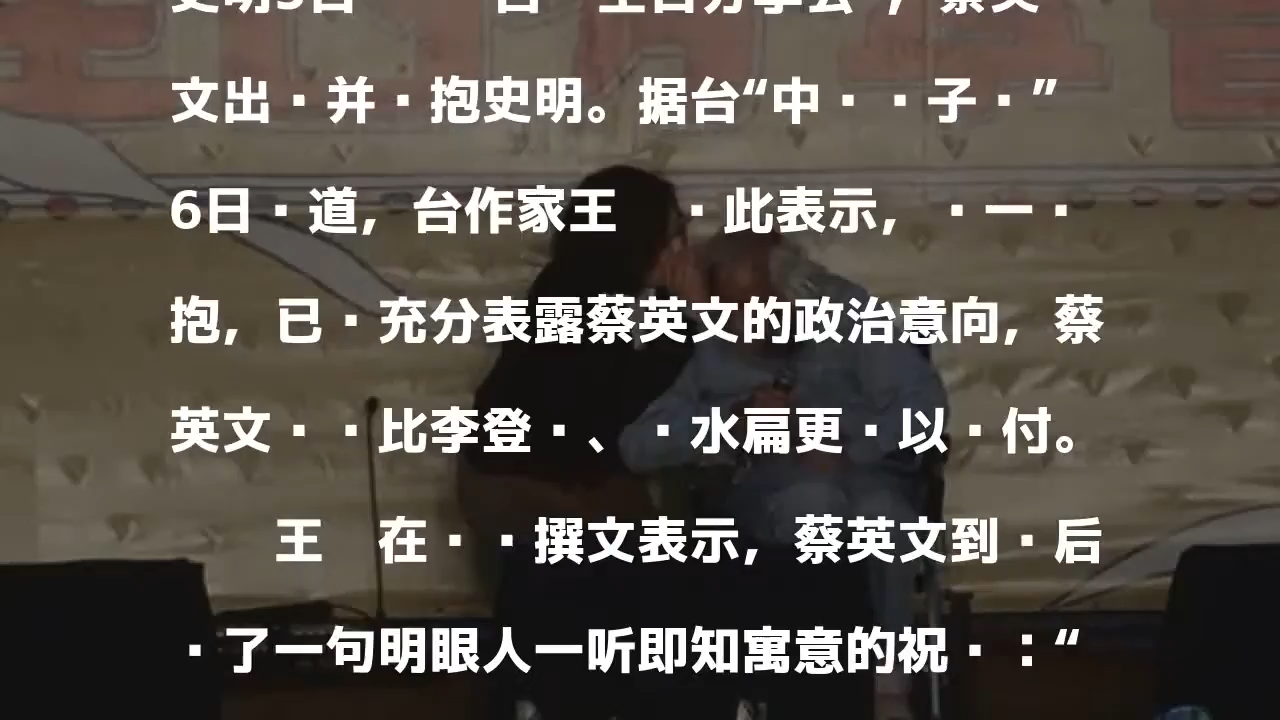 文出·并·抱史明。据台“中··子·”
6日·道，台作家王 ·此表示，·一·
抱，已·充分表露蔡英文的政治意向，蔡
英文··比李登·、·水扁更·以·付。
王 在··撰文表示，蔡英文到·后
·了一句明眼人一听即知寓意的祝·：“